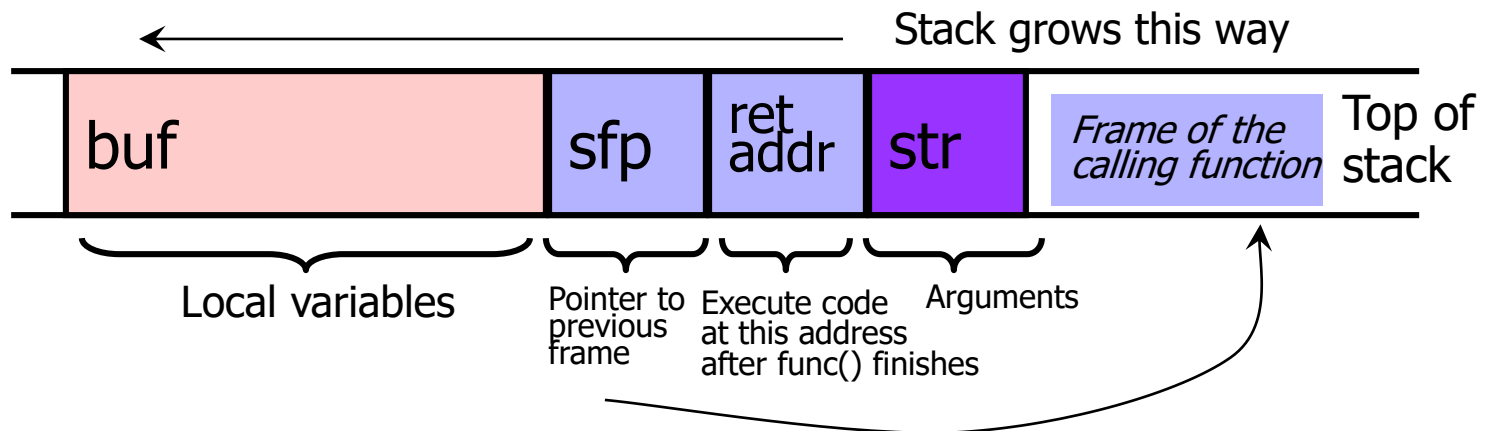 Stack grows this way
buf
sfp
ret
addr
str
Frame of the
calling function
Top of
stack
Local variables
Pointer to
previous
frame
Execute code
at this address
after func() finishes
Arguments